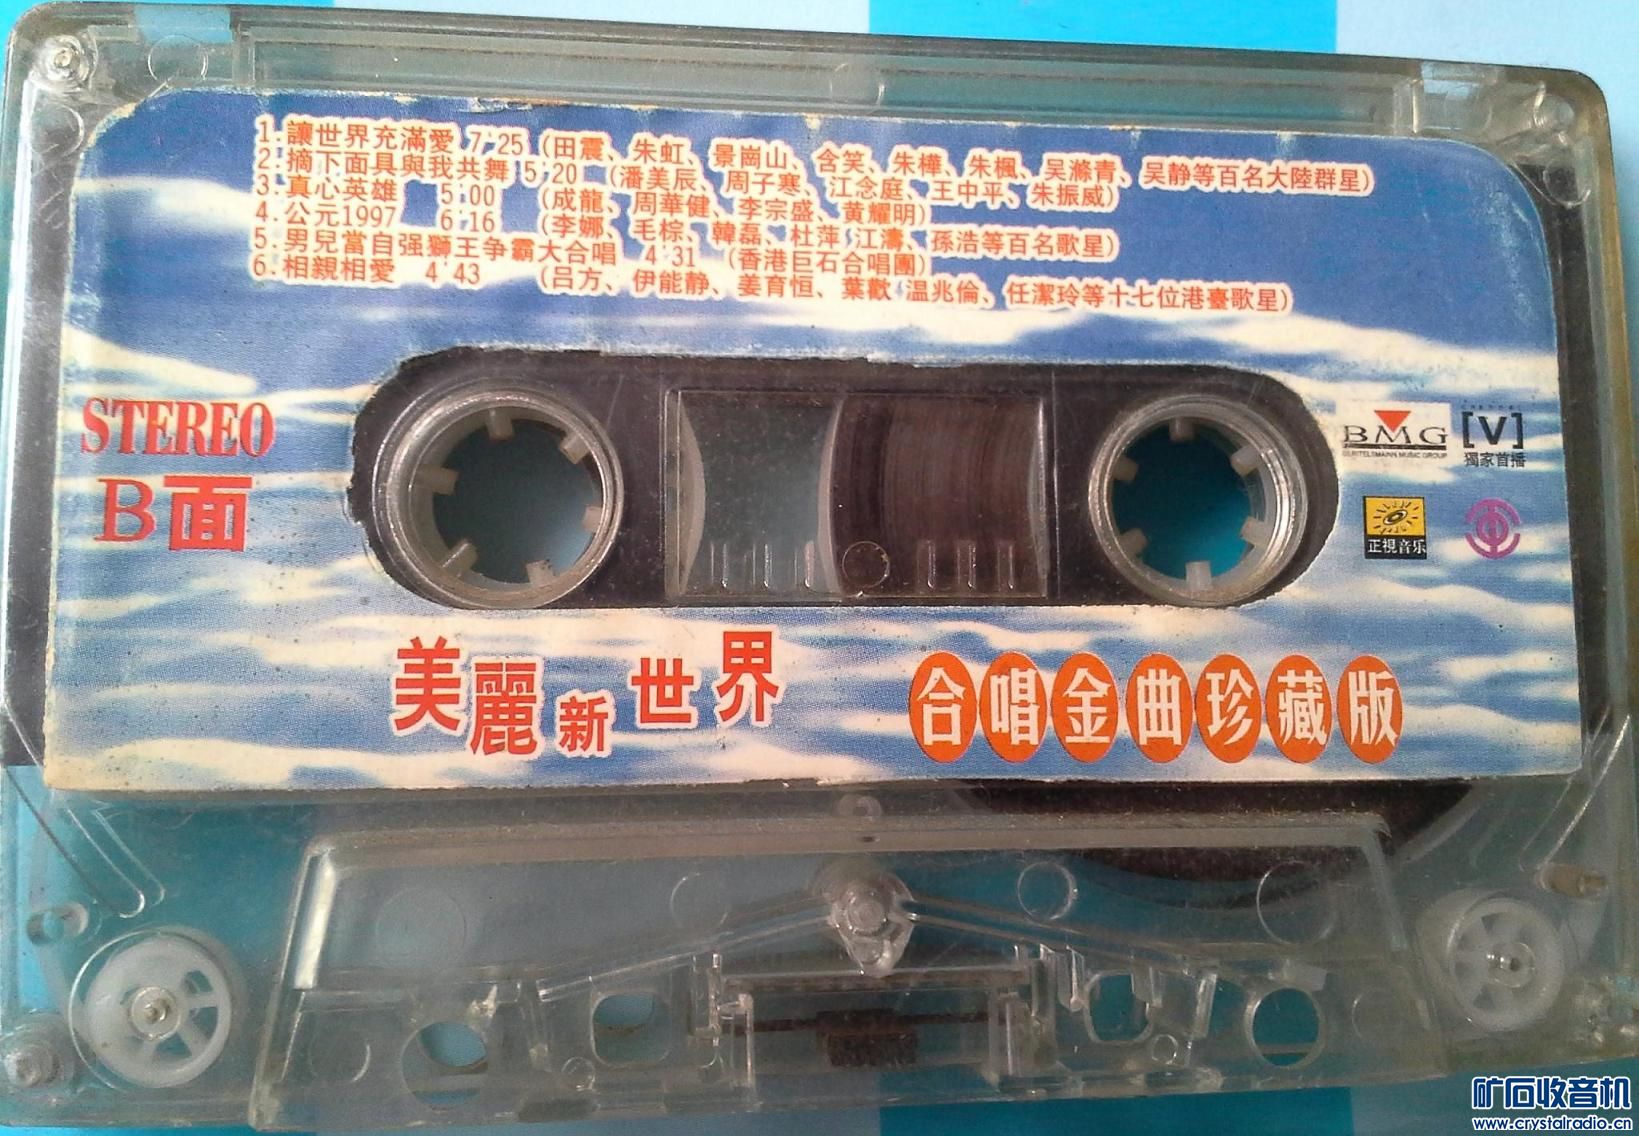 1.讓世界充滿愛 7'25 (田震、朱虹、景崗山、含笑、朱樺、朱楓、吴滌青、吴静等百名大陸群星)
2.摘下面具與我共舞 5'20 (潘美辰、周子寒、江念庭、王中平、朱振威)
3.真心英雄 5'00 (成龍、周華健、李宗盛、黄耀明)
4.公元1997 6'16 (李娜、毛棕、韓磊、杜萍 江濤、孫浩等百名歌星)
5.男兒當自强獅王争霸大合唱 4'31 (香港巨石合唱團)
6.相親相愛 4'43 (吕方、伊能静、姜育恒、葉歡 温兆倫、任潔玲等十七位港臺歌星)
STEREO
B面
BMG
BERTELSMANN MUSIC GROUP
[V]
獨家首播
正視音乐
美麗新世界
合唱金曲珍藏版
矿石收音机
www.crystalradio.cn